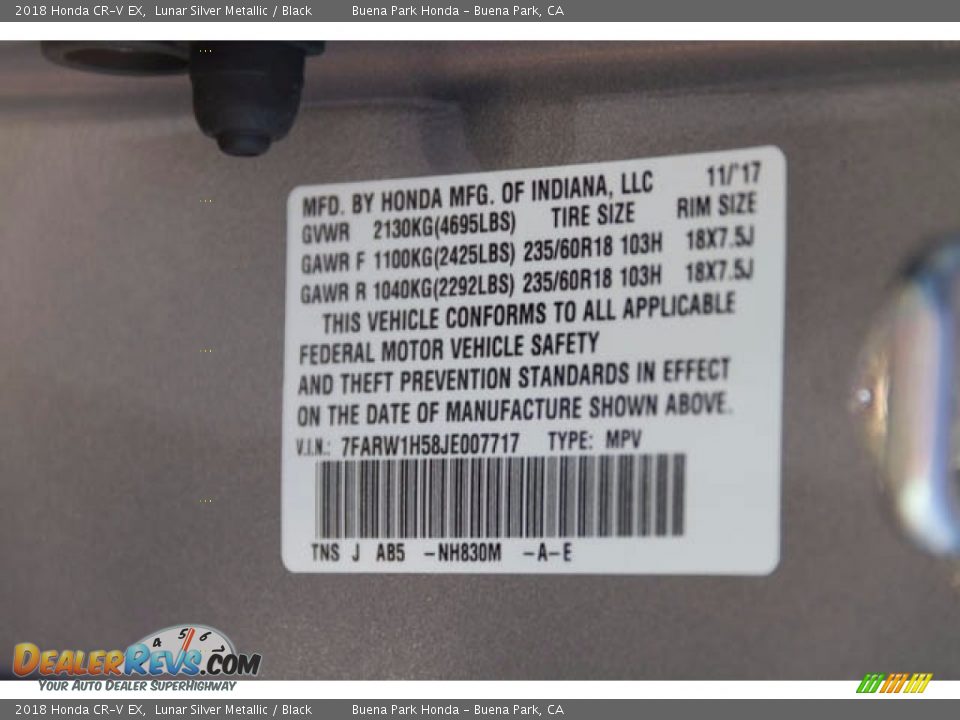 2018 Honda CR-V EX,  Lunar Silver Metallic / Black          Buena Park Honda - Buena Park, CA
MFD. BY HONDA MFG. OF INDIANA, LLC          11/'17
GVWR   2130KG(4695LBS)     TIRE SIZE     RIM SIZE
GAWR F 1100KG(2425LBS) 235/60R18 103H   18X7.5J
GAWR R 1040KG(2292LBS) 235/60R18 103H   18X7.5J
THIS VEHICLE CONFORMS TO ALL APPLICABLE
FEDERAL MOTOR VEHICLE SAFETY
AND THEFT PREVENTION STANDARDS IN EFFECT
ON THE DATE OF MANUFACTURE SHOWN ABOVE.
V.I.N.: 7FARW1H58JE007717    TYPE: MPV
TNS  J  AB5  -NH830M  -A-E
4 5 6
DEALERREVS.COM
YOUR AUTO DEALER SUPERHIGHWAY
2018 Honda CR-V EX,  Lunar Silver Metallic / Black          Buena Park Honda - Buena Park, CA